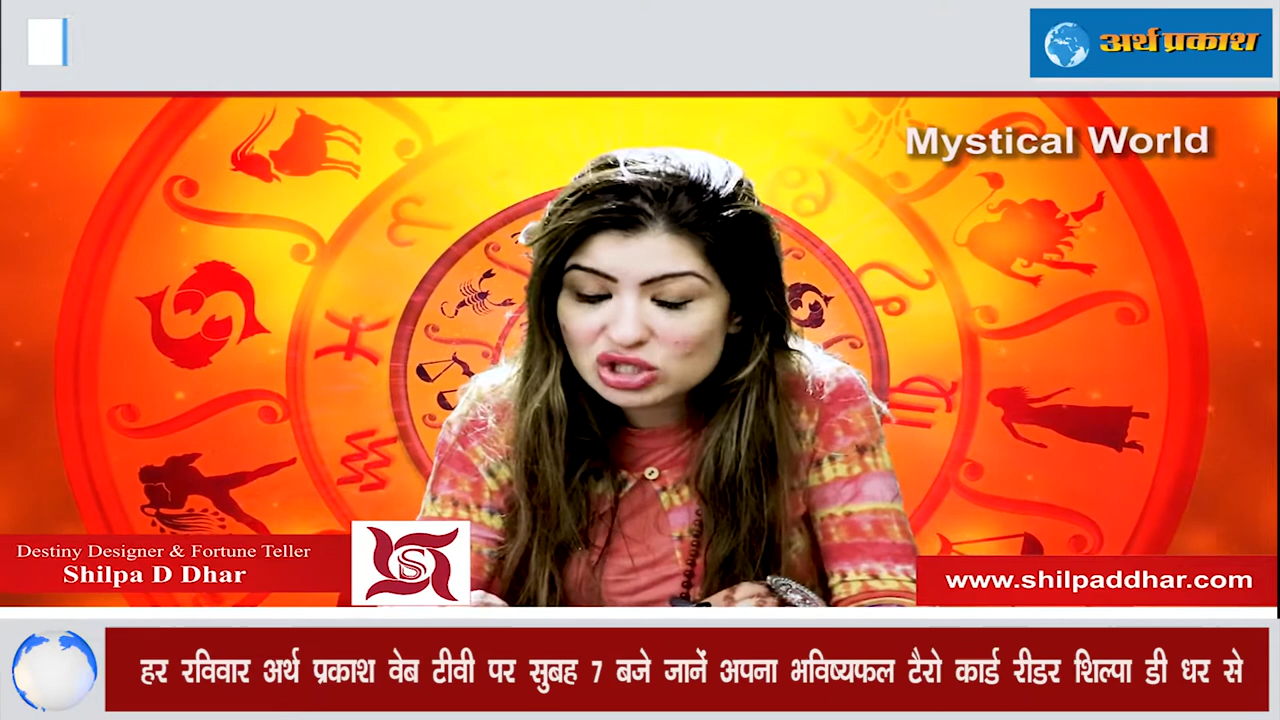 अर्थ प्रकाश
Mystical World
Destiny Designer & Fortune Teller
Shilpa D Dhar
www.shilpaddhar.com
हर रविवार अर्थ प्रकाश वेब टीवी पर सुबह 7 बजे जानें अपना भविष्यफल टैरो कार्ड रीडर शिल्पा डी धर से